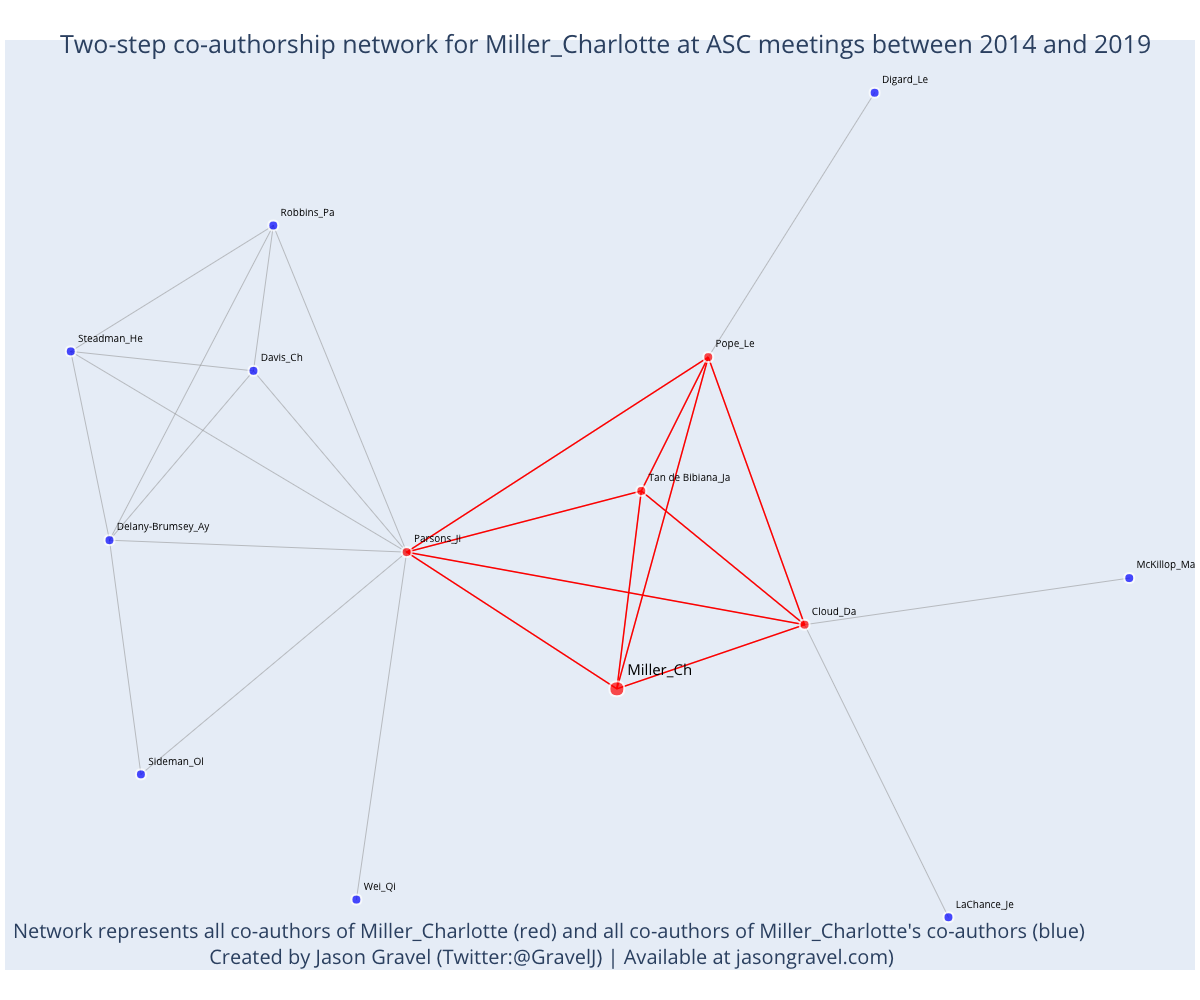 Two-step co-authorship network for Miller_Charlotte at ASC meetings between 2014 and 2019
Digard_Le
Robbins_Pa
Steadman_He
Pope_Le
Davis_Ch
Tan de Bibiana_Ja
Delany-Brumsey_Ay
Parsons_Ji
McKillop_Ma
Cloud_Da
Miller_Ch
Sideman_Ol
Wei_Qi
LaChance_Je
Network represents all co-authors of Miller_Charlotte (red) and all co-authors of Miller_Charlotte's co-authors (blue)
Created by Jason Gravel (Twitter:@GravelJ) | Available at jasongravel.com)